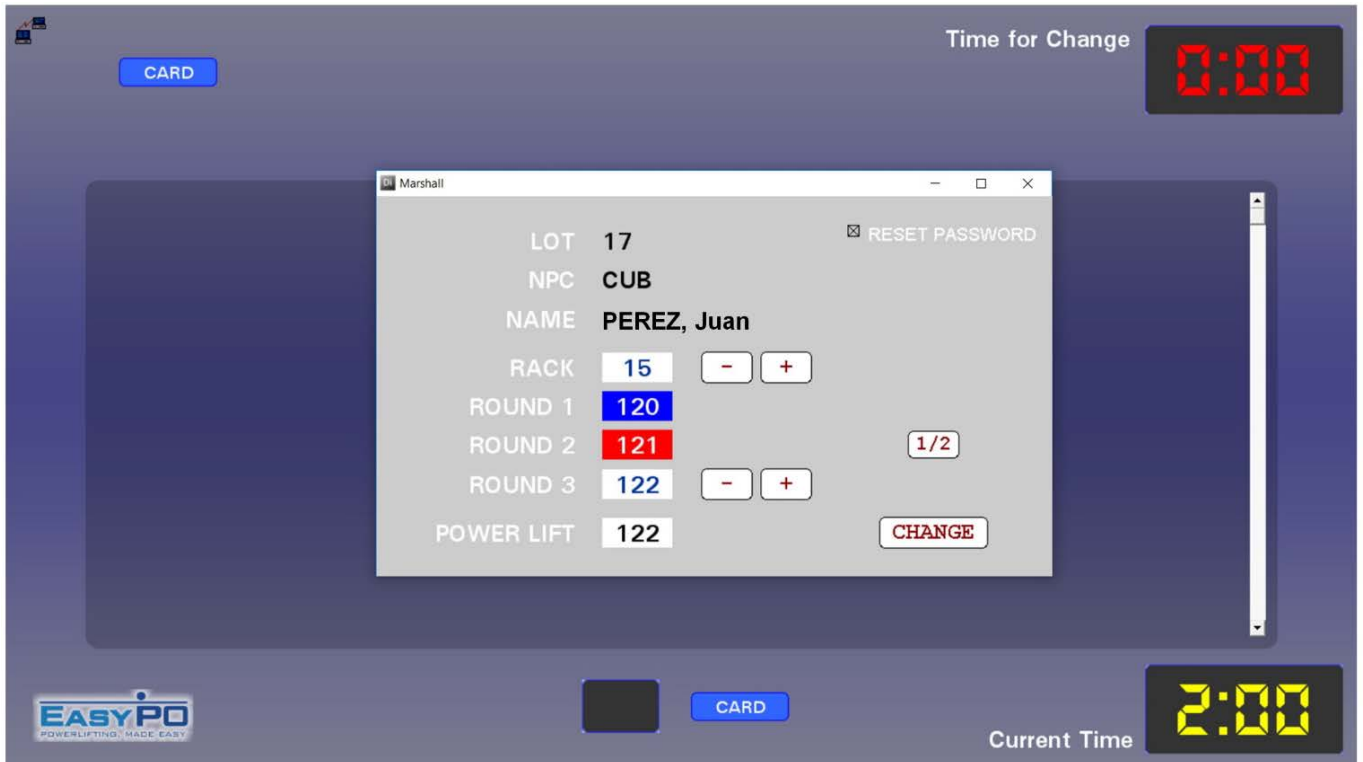 Time for Change 0:00
CARD
Di Marshall
LOT 17
RESET PASSWORD
NPC CUB
NAME PEREZ, Juan
RACK 15 - +
ROUND 1 120
ROUND 2 121 1/2
ROUND 3 122 - +
POWER LIFT 122 CHANGE
EASYPO
POWERLIFTING, MADE EASY
CARD
Current Time 2:00